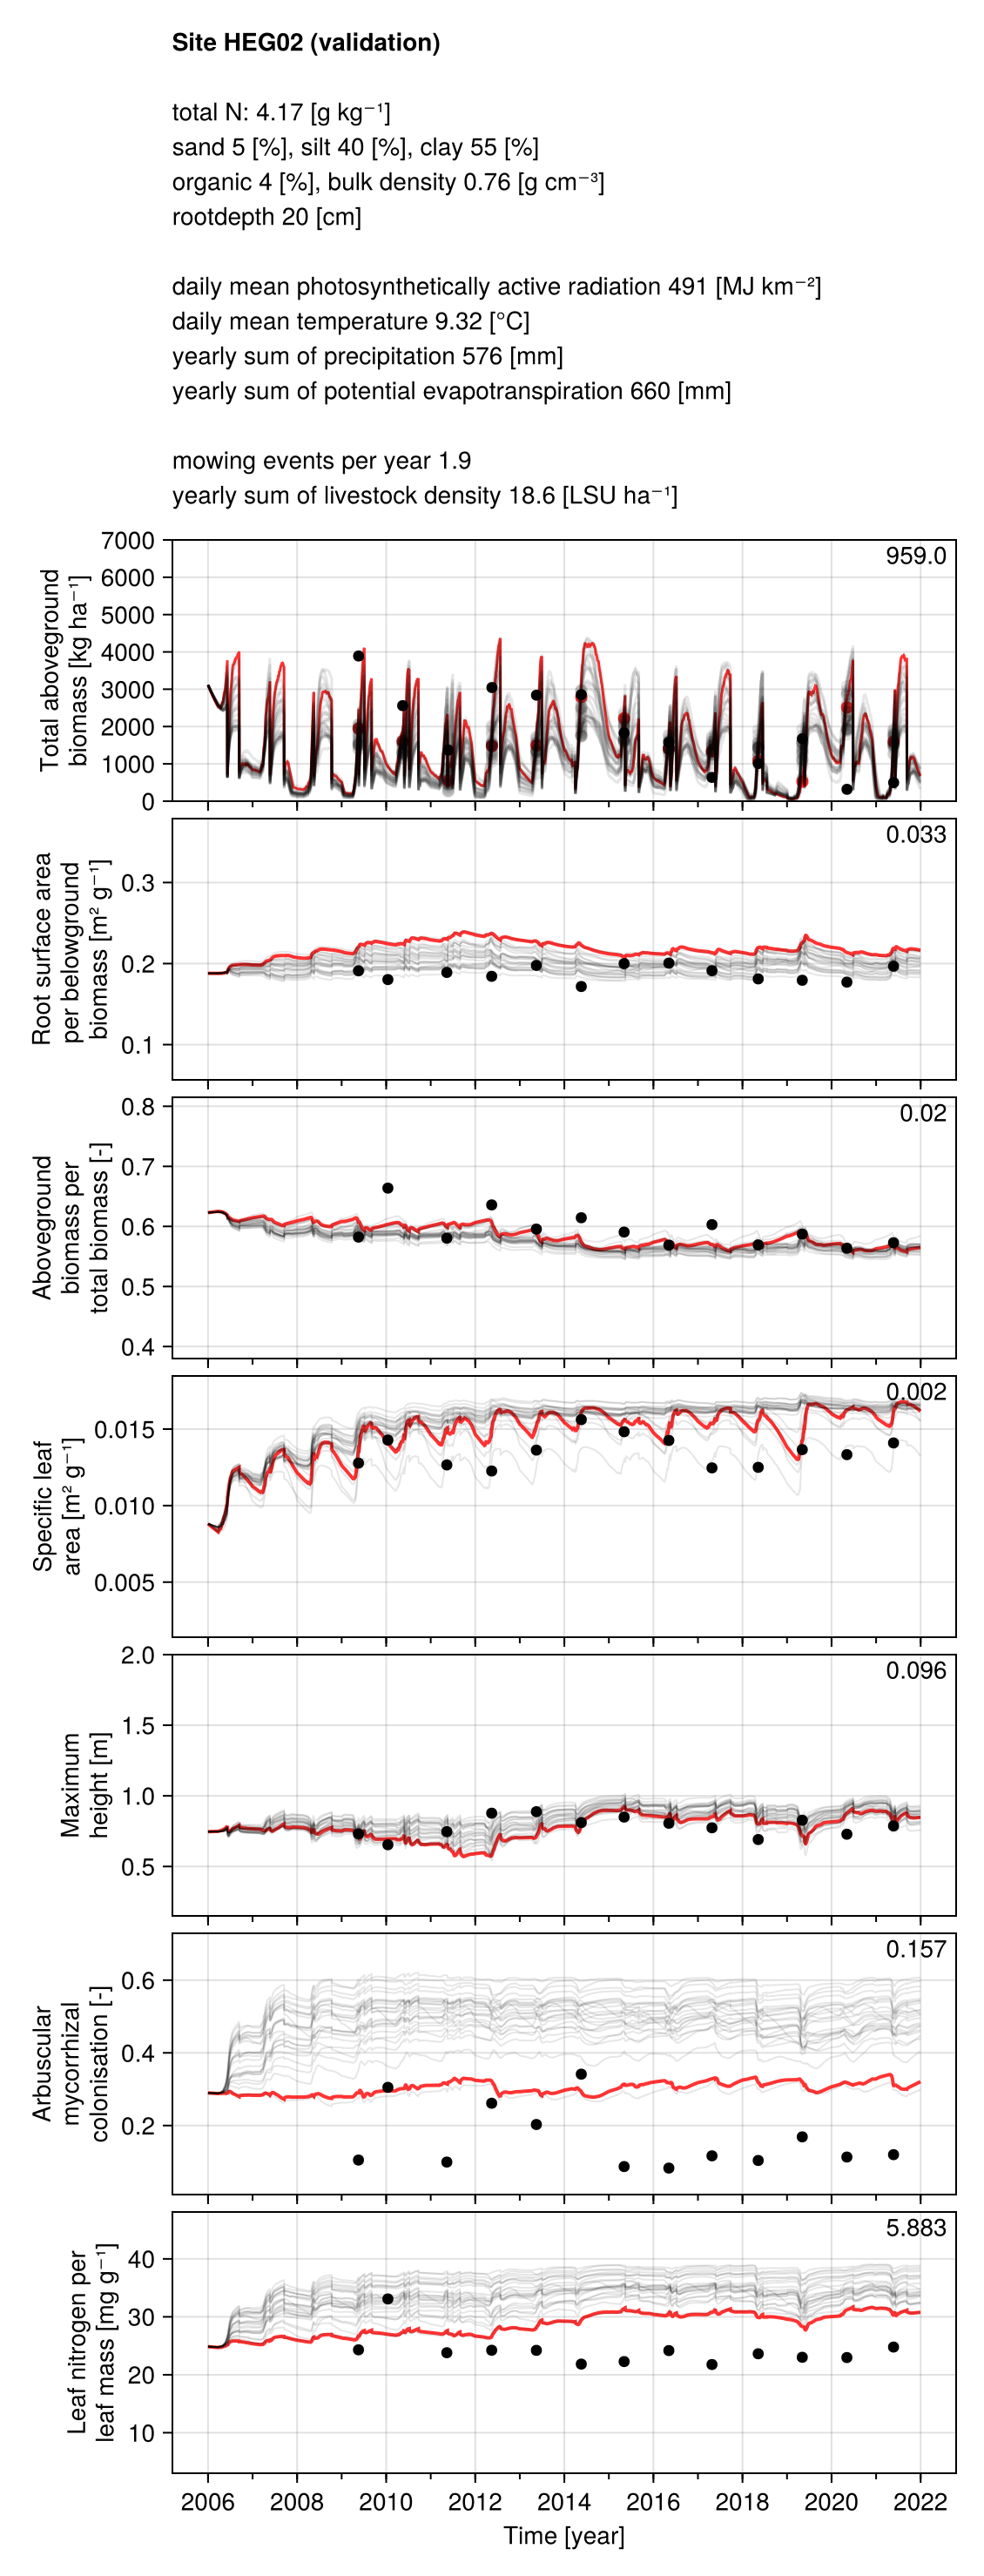 Site HEG02 (validation)
total N: 4.17 [g kg⁻¹]
sand 5 [%], silt 40 [%], clay 55 [%]
organic 4 [%], bulk density 0.76 [g cm⁻³]
rootdepth 20 [cm]
daily mean photosynthetically active radiation 491 [MJ km⁻²]
daily mean temperature 9.32 [°C]
yearly sum of precipitation 576 [mm]
yearly sum of potential evapotranspiration 660 [mm]
mowing events per year 1.9
yearly sum of livestock density 18.6 [LSU ha⁻¹]
Total aboveground
biomass [kg ha⁻¹]
7000
6000
5000
4000
3000
2000
1000
0
959.0
Root surface area
per belowground
biomass [m² g⁻¹]
0.3
0.2
0.1
0.033
Aboveground
biomass per
total biomass [-]
0.8
0.7
0.6
0.5
0.4
0.02
Specific leaf
area [m² g⁻¹]
0.015
0.010
0.005
0.002
Maximum
height [m]
2.0
1.5
1.0
0.5
0.096
Arbuscular
mycorrhizal
colonisation [-]
0.6
0.4
0.2
0.157
Leaf nitrogen per
leaf mass [mg g⁻¹]
40
30
20
10
5.883
2006 2008 2010 2012 2014 2016 2018 2020 2022
Time [year]